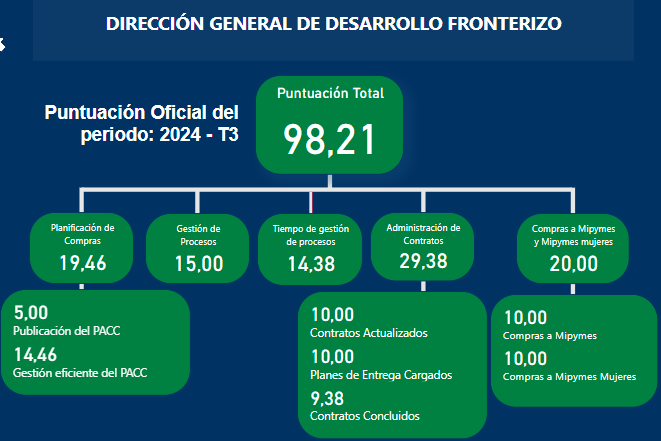 DIRECCIÓN GENERAL DE DESARROLLO FRONTERIZO
Puntuación Oficial del
periodo: 2024 - T3
Puntuación Total
98,21
Planificación de
Compras
19,46
Gestión de
Procesos
15,00
Tiempo de gestión
de procesos
14,38
Administración de
Contratos
29,38
Compras a Mipymes
y Mipymes mujeres
20,00
5,00
Publicación del PACC
14,46
Gestión eficiente del PACC
10,00
Contratos Actualizados
10,00
Planes de Entrega Cargados
9,38
Contratos Concluidos
10,00
Compras a Mipymes
10,00
Compras a Mipymes Mujeres